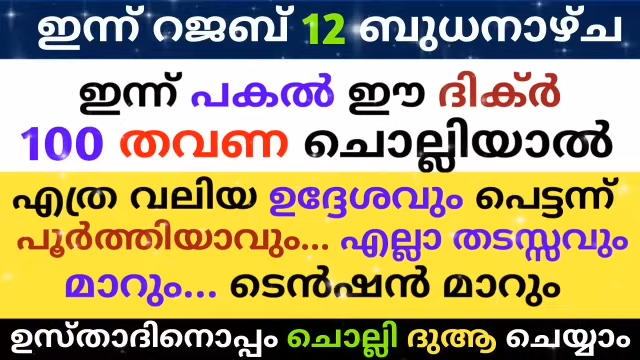 ഇന്ന് റജബ് 12 ബുധനാഴ്ച
ഇന്ന് പകൽ ഈ ദിക്ർ
100 തവണ ചൊല്ലിയാൽ
എത്ര വലിയ ഉദ്ദേശവും പെട്ടന്ന്
പൂർത്തിയാവും... എല്ലാ തടസ്സവും
മാറും... ടെൻഷൻ മാറും
ഉസ്താദിനൊപ്പം ചൊല്ലി ദുആ ചെയ്യാം